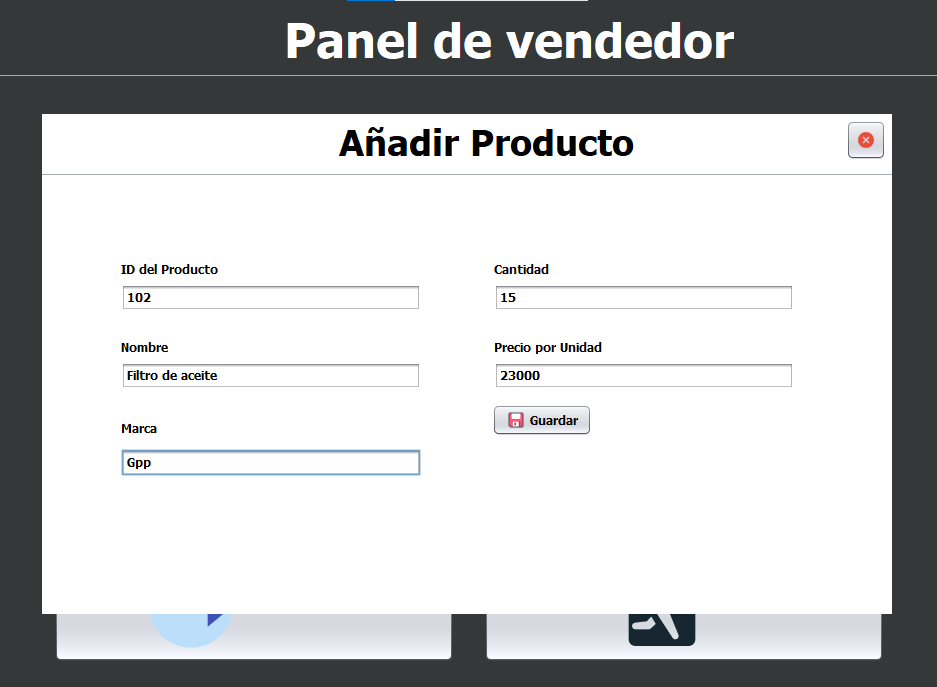 Panel de vendedor
Añadir Producto
ID del Producto
102
Cantidad
15
Nombre
Filtro de aceite
Precio por Unidad
23000
Guardar
Marca
Gpp